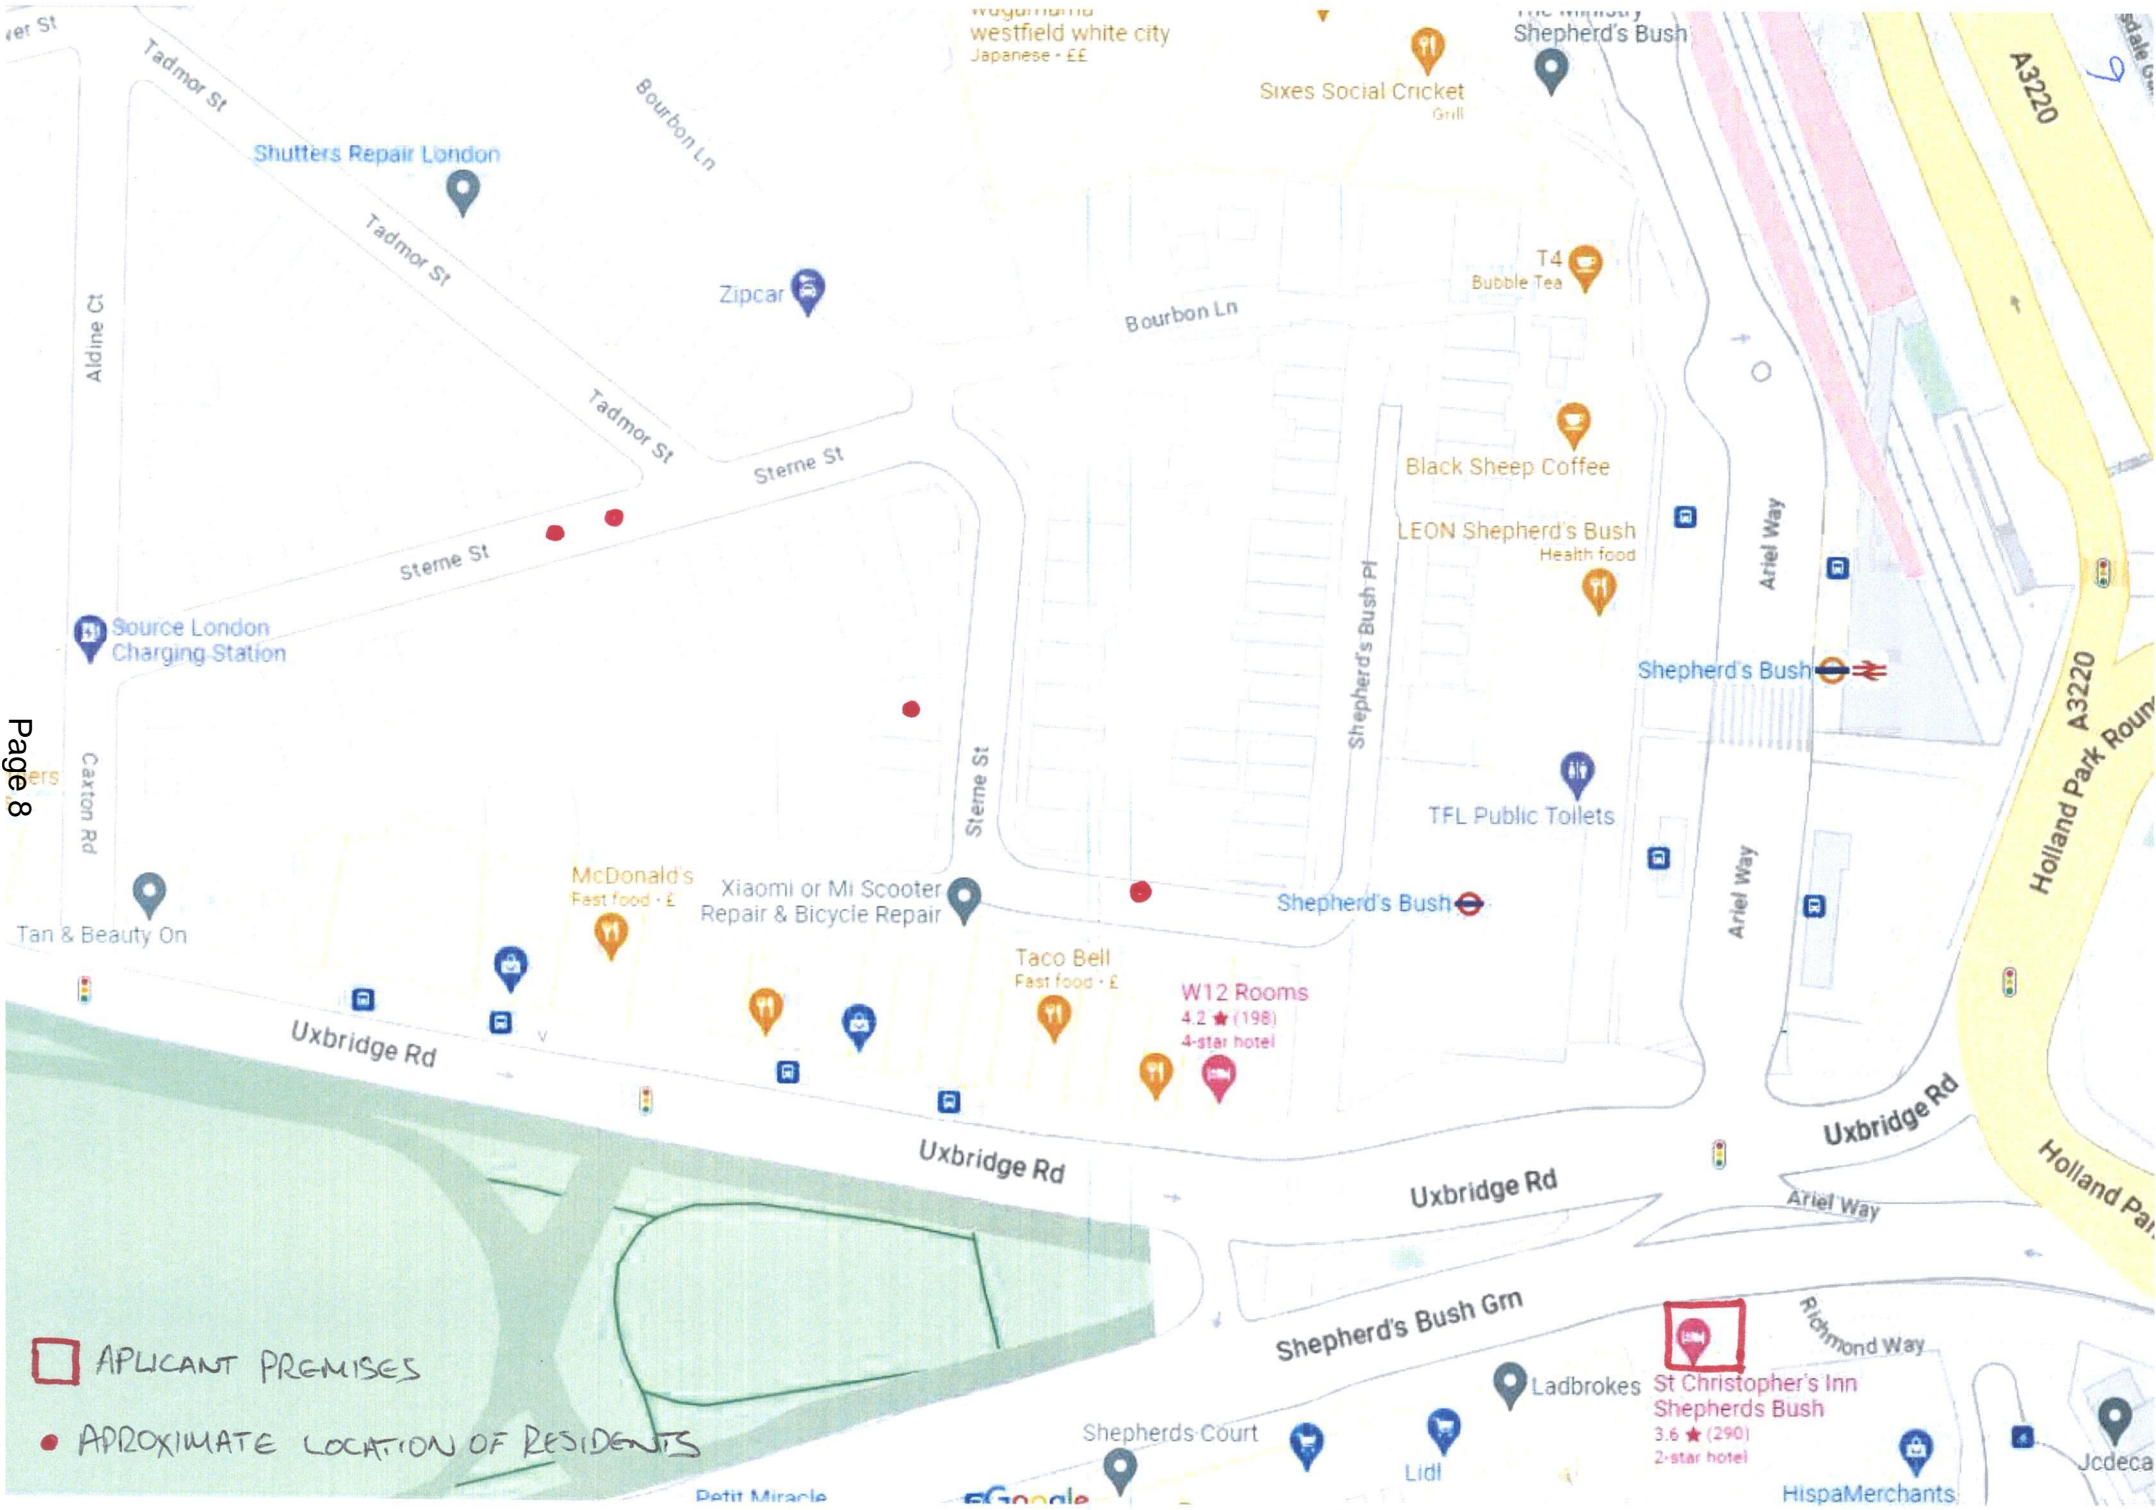 Tadmor St
Bourbon Ln
westfield white city
Japanese - ££
Sixes Social Cricket
Grill
The Ministry
Shepherd's Bush
A3220
9
Shutters Repair London
Tadmor St
Zipcar
Bourbon Ln
T4
Bubble Tea
Aldine Ct
Tadmor St
Sterne St
Black Sheep Coffee
Sterne St
LEON Shepherd's Bush
Health food
Ariel Way
Source London
Charging Station
Shepherd's Bush Pl
Shepherd's Bush
A3220
Page 8
Caxton Rd
Sterne St
TFL Public Toilets
Holland Park
McDonald's
Fast food · £
Xiaomi or Mi Scooter
Repair & Bicycle Repair
Shepherd's Bush
Ariel Way
Tan & Beauty On
Taco Bell
Fast food · £
W12 Rooms
4.2 ★ (198)
4-star hotel
Uxbridge Rd
Uxbridge Rd
Uxbridge Rd
Uxbridge Rd
Ariel Way
Holland Par
Shepherd's Bush Grn
Richmond Way
APLICANT PREMISES
Ladbrokes
St Christopher's Inn
Shepherds Bush
3.6 ★ (290)
2-star hotel
APROXIMATE LOCATION OF RESIDENTS
Shepherds Court
Lidl
Jcdeca
HispaMerchants
Petit Miracle
Google